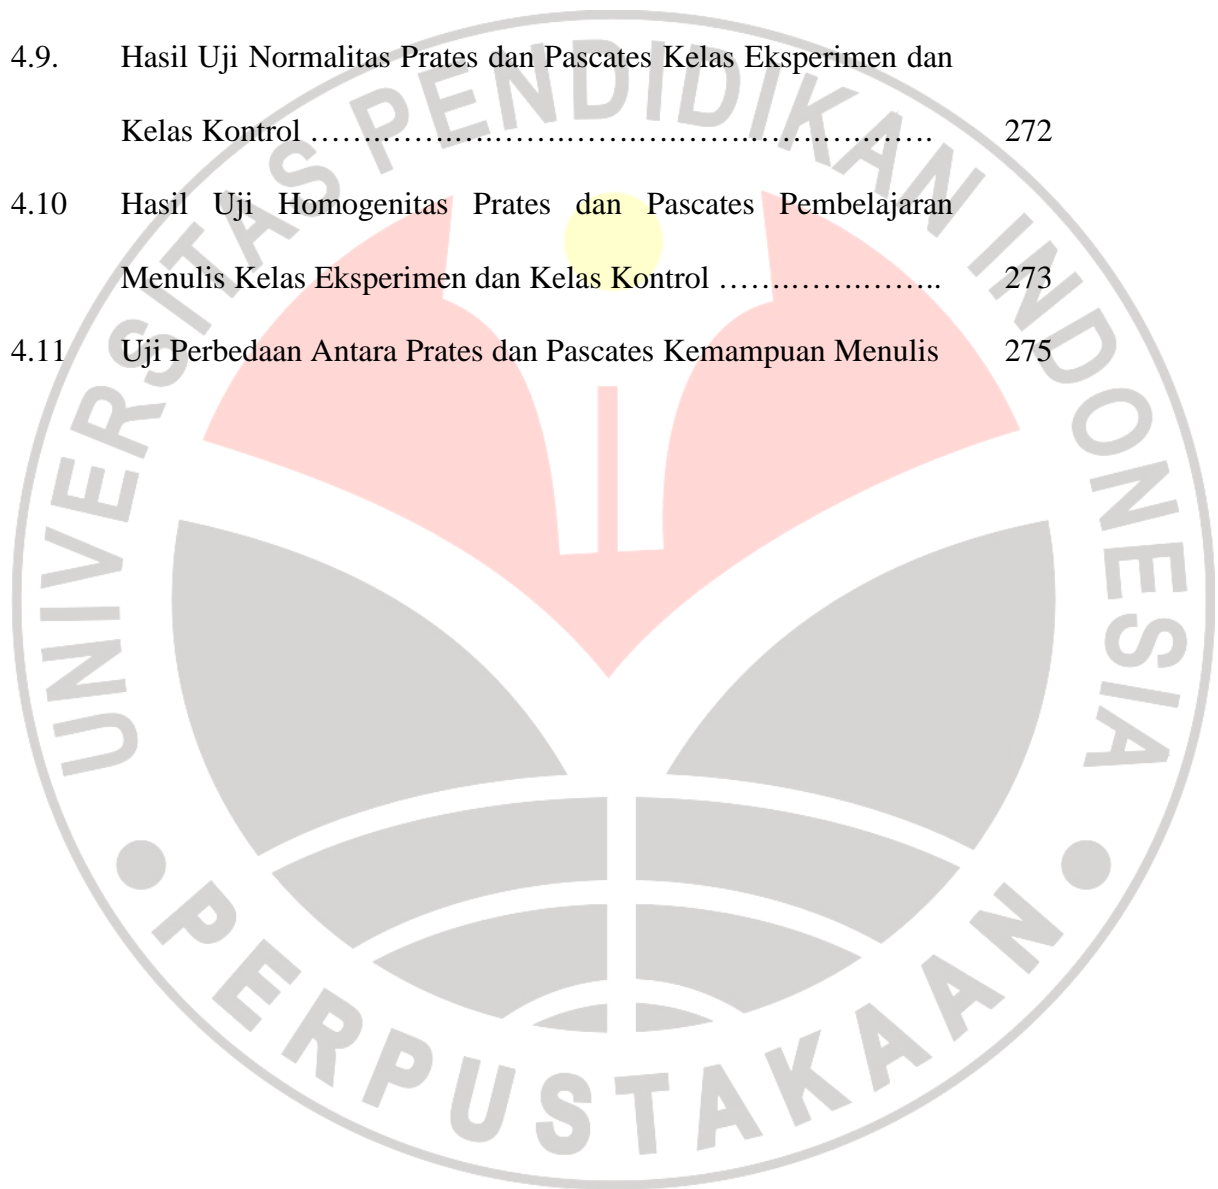 4.9. Hasil Uji Normalitas Prates dan Pascates Kelas Eksperimen dan
Kelas Kontrol ………………………………………………………… 272
4.10 Hasil Uji Homogenitas Prates dan Pascates Pembelajaran
Menulis Kelas Eksperimen dan Kelas Kontrol ………………….. 273
4.11 Uji Perbedaan Antara Prates dan Pascates Kemampuan Menulis 275
UNIVERSITAS PENDIDIKAN INDONESIA
PERPUSTAKAAN